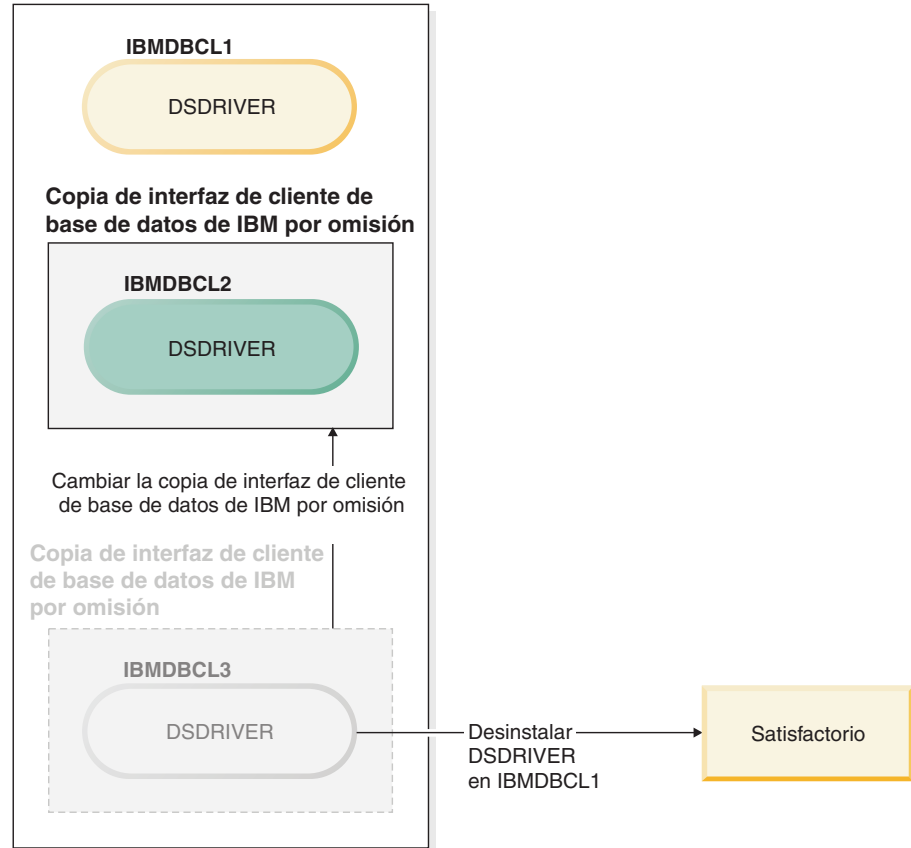 IBMDBCL1
DSDRIVER
Copia de interfaz de cliente de
base de datos de IBM por omisión
IBMDBCL2
DSDRIVER
Cambiar la copia de interfaz de cliente
de base de datos de IBM por omisión
Copia de interfaz de cliente
de base de datos de IBM
por omisión
IBMDBCL3
DSDRIVER
Desinstalar
DSDRIVER
en IBMDBCL1
Satisfactorio